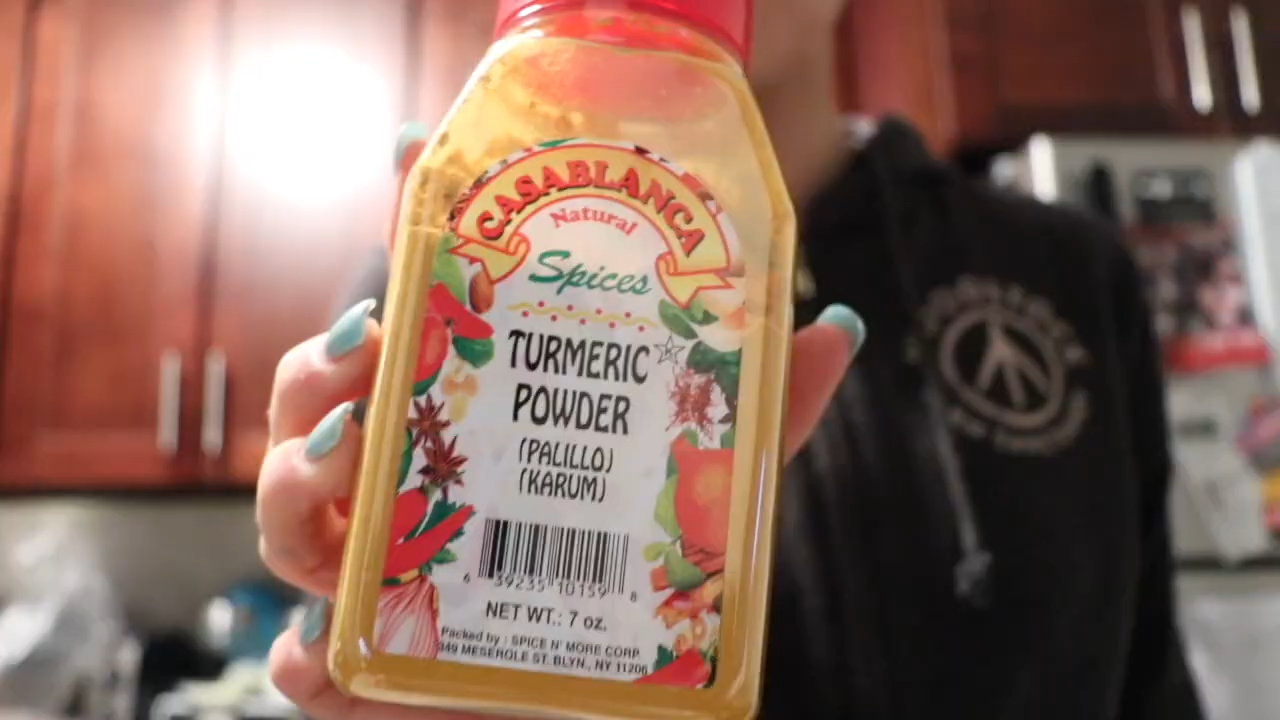 CASABLANCA
Natural
Spices
TURMERIC
POWDER
(PALILLO)
(KARUM)
6 39235 10159 8
NET WT.: 7 oz.
Packed by : SPICE N' MORE CORP.
349 MESEROLE ST. BLYN., NY 11206